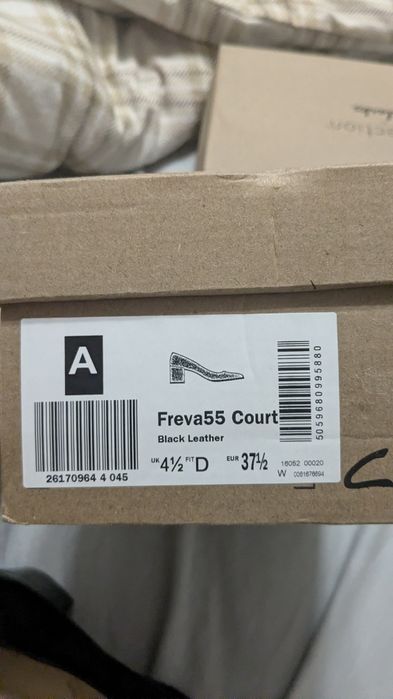 A
Freva55 Court
Black Leather
UK 4½ FIT D EUR 37½
26170964 4 045
5059680995880
16052 00020
W